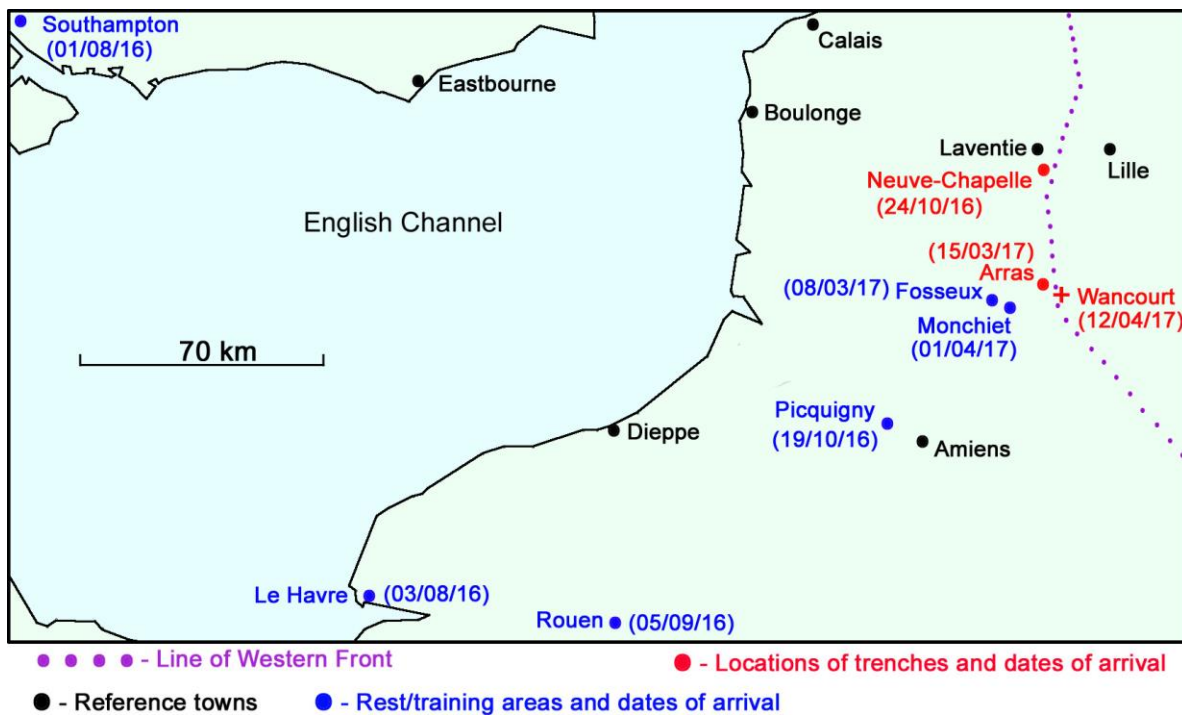 Southampton
(01/08/16)
Eastbourne
Calais
Boulonge
Laventie
Lille
Neuve-Chapelle
(24/10/16)
English Channel
(15/03/17)
Arras
(08/03/17) Fosseux
Wancourt
(12/04/17)
Monchiet
(01/04/17)
70 km
Picquigny
(19/10/16)
Dieppe
Amiens
Le Havre (03/08/16)
Rouen (05/09/16)
- Line of Western Front
- Locations of trenches and dates of arrival
- Reference towns
- Rest/training areas and dates of arrival